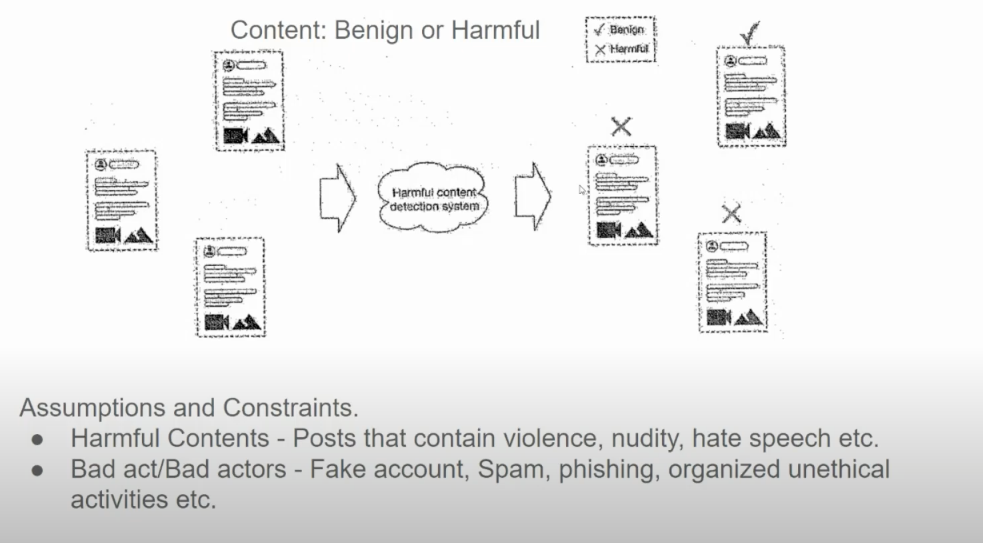 Content: Benign or Harmful
✓ Benign
✕ Harmful
Harmful content
detection system
Assumptions and Constraints.
● Harmful Contents - Posts that contain violence, nudity, hate speech etc.
● Bad act/Bad actors - Fake account, Spam, phishing, organized unethical
activities etc.